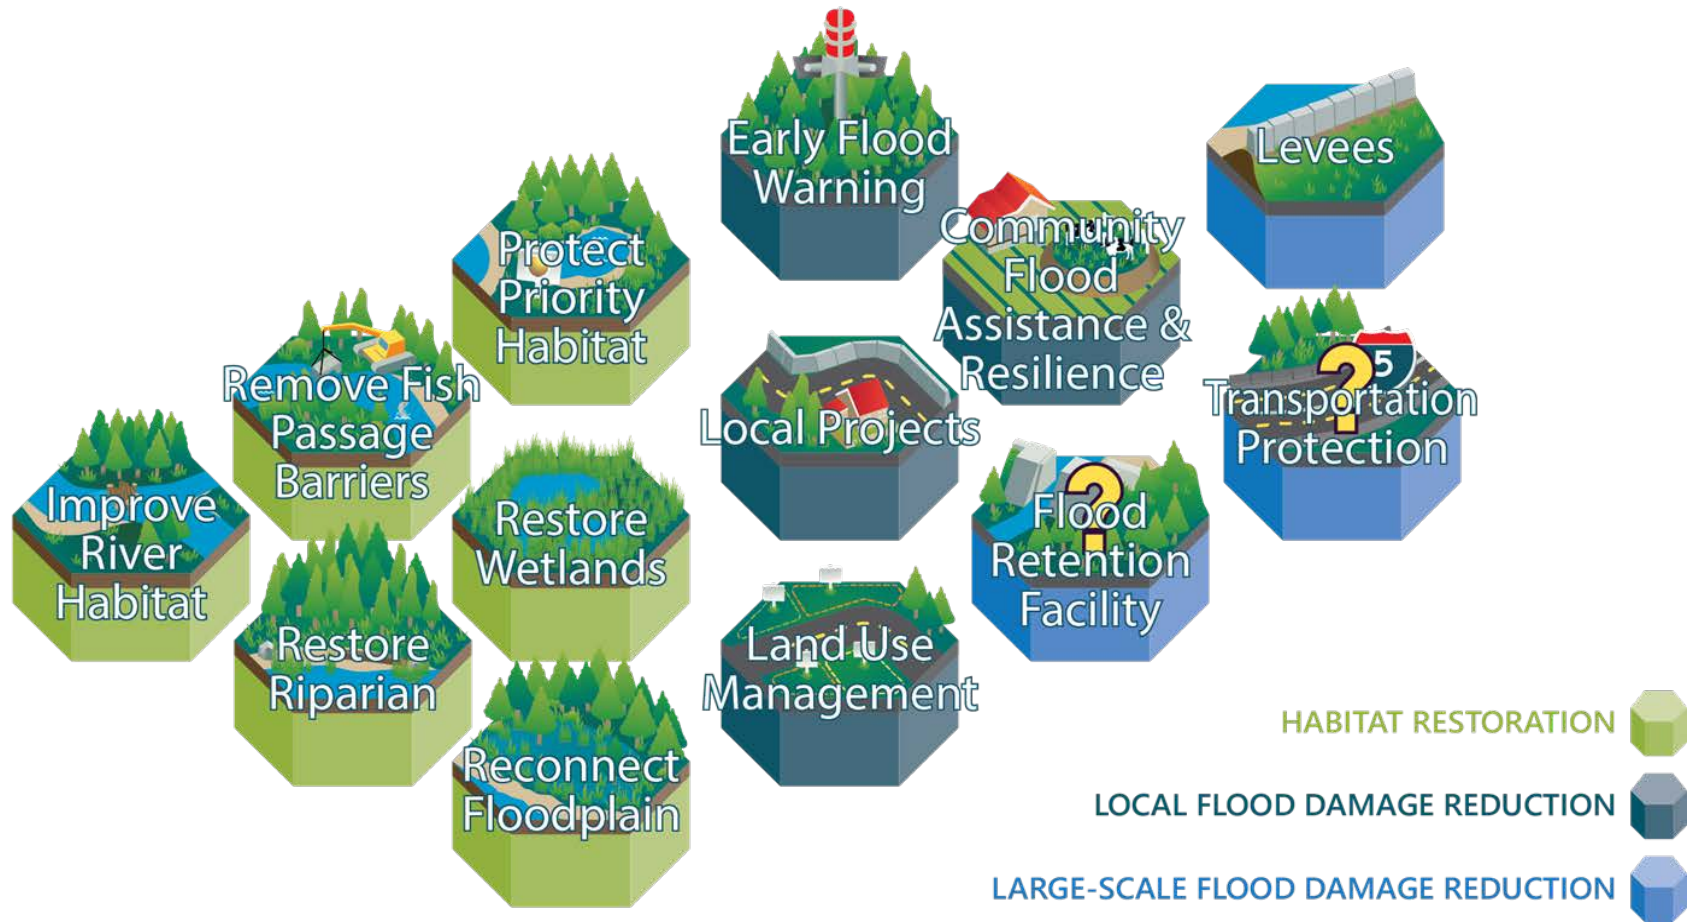 Early Flood
Warning
Levees
Protect
Priority
Habitat
Community
Flood
Assistance &
Resilience
Remove Fish
Passage
Barriers
Local Projects
5
?
Transportation
Protection
Improve
River
Habitat
Restore
Wetlands
?
Flood
Retention
Facility
Restore
Riparian
Land Use
Management
Reconnect
Floodplain
HABITAT RESTORATION
LOCAL FLOOD DAMAGE REDUCTION
LARGE-SCALE FLOOD DAMAGE REDUCTION